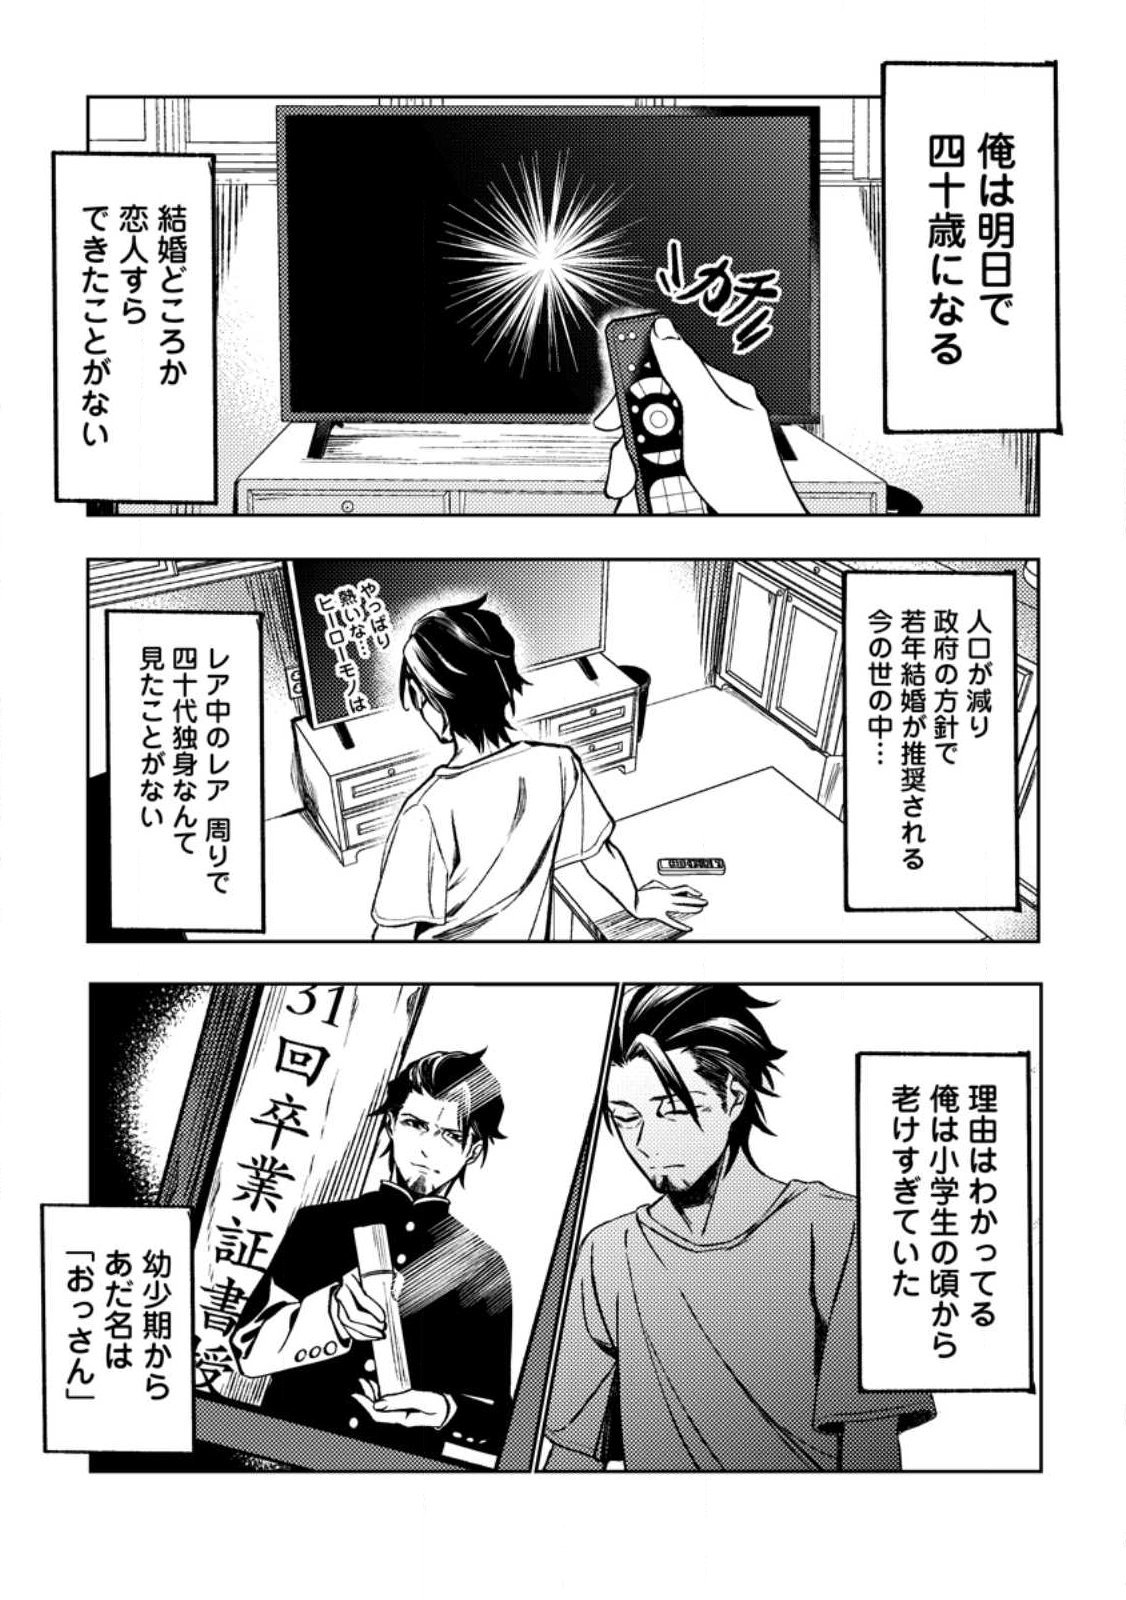 俺は明日で
四十歳になる
カチッ
結婚どころか
恋人すら
できたことがない
人口が減り
政府の方針で
若年結婚が推奨される
今の世の中…
やっぱり
熱いな…
ヒーローモノは
レア中のレア 周りで
四十代独身なんて
見たことがない
理由はわかってる
俺は小学生の頃から
老けすぎていた
31回卒業証書授
幼少期から
あだ名は
「おっさん」